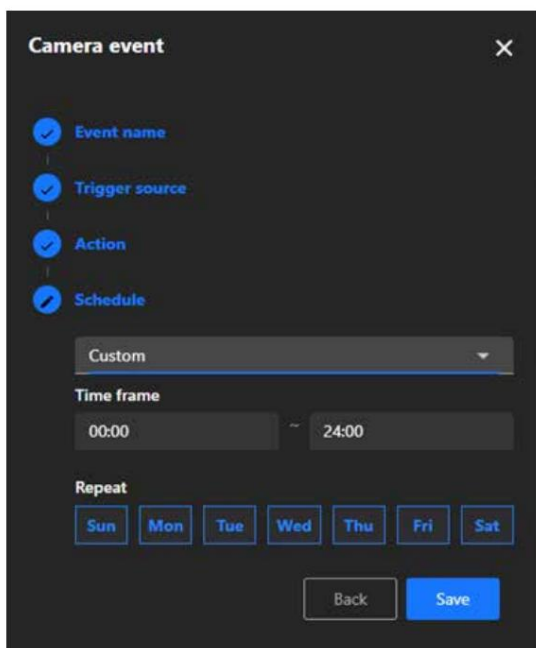 Camera event
Event name
Trigger source
Action
Schedule
Custom
Time frame
00:00 ~ 24:00
Repeat
Sun Mon Tue Wed Thu Fri Sat
Back Save